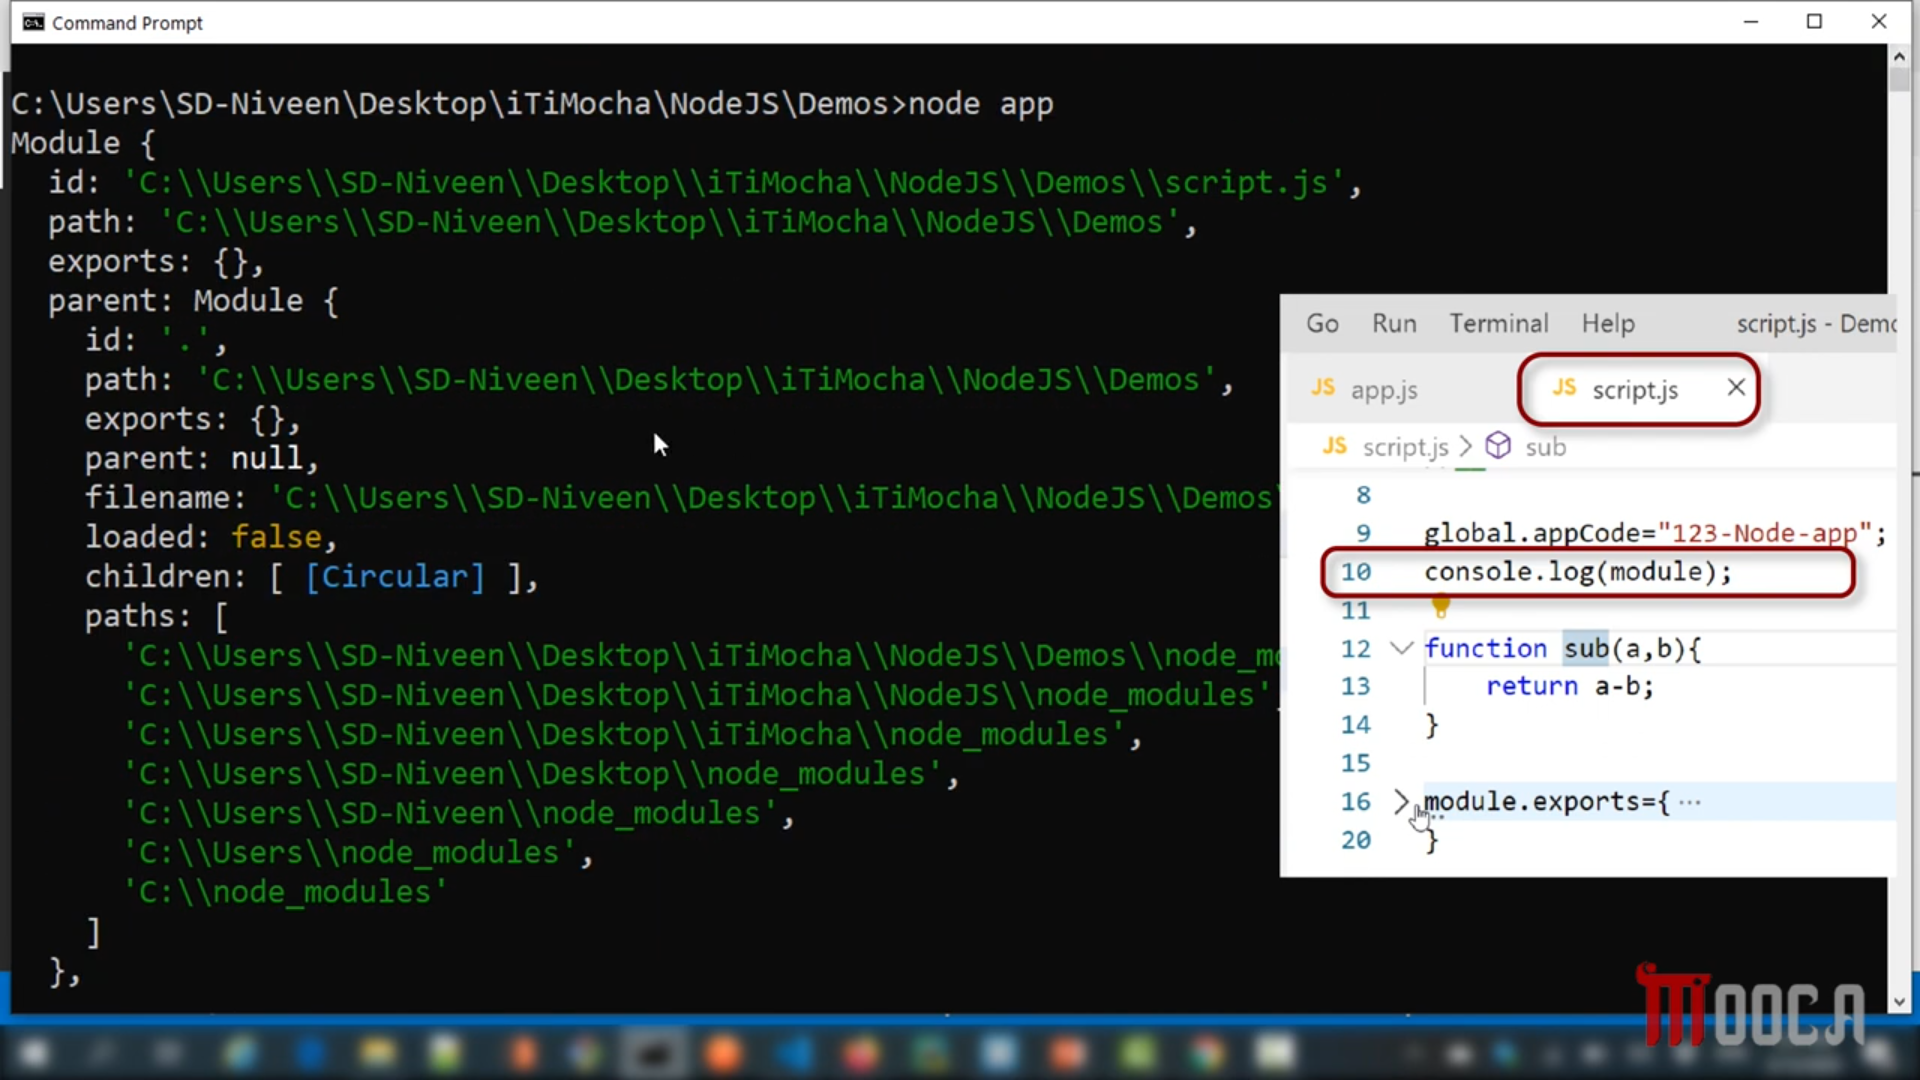 Command Prompt
C:\Users\SD-Niveen\Desktop\iTiMocha\NodeJS\Demos>node app
Module {
  id: 'C:\\Users\\SD-Niveen\\Desktop\\iTiMocha\\NodeJS\\Demos\\script.js',
  path: 'C:\\Users\\SD-Niveen\\Desktop\\iTiMocha\\NodeJS\\Demos',
  exports: {},
  parent: Module {
    id: '.',
    path: 'C:\\Users\\SD-Niveen\\Desktop\\iTiMocha\\NodeJS\\Demos',
    exports: {},
    parent: null,
    filename: 'C:\\Users\\SD-Niveen\\Desktop\\iTiMocha\\NodeJS\\Demos
    loaded: false,
    children: [ [Circular] ],
    paths: [
      'C:\\Users\\SD-Niveen\\Desktop\\iTiMocha\\NodeJS\\Demos\\node_mo
      'C:\\Users\\SD-Niveen\\Desktop\\iTiMocha\\NodeJS\\node_modules'
      'C:\\Users\\SD-Niveen\\Desktop\\iTiMocha\\node_modules',
      'C:\\Users\\SD-Niveen\\Desktop\\node_modules',
      'C:\\Users\\SD-Niveen\\node_modules',
      'C:\\Users\\node_modules',
      'C:\\node_modules'
    ]
  },
Go Run Terminal Help script.js - Demo
JS app.js JS script.js
JS script.js > sub
8
9 global.appCode="123-Node-app";
10 console.log(module);
11
12 function sub(a,b){
13 return a-b;
14 }
15
16 module.exports={ ...
20 }
MOOCA